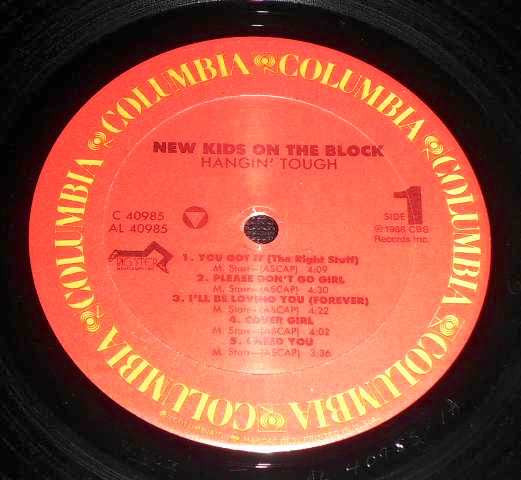 COLUMBIA COLUMBIA COLUMBIA COLUMBIA COLUMBIA COLUMBIA
NEW KIDS ON THE BLOCK
HANGIN' TOUGH
C 40985
AL 40985
SIDE 1
℗ 1988 CBS
Records Inc.
1. YOU GOT IT (The Right Stuff)
M. Starr–(ASCAP) 4:09
2. PLEASE DON'T GO GIRL
M. Starr–(ASCAP) 4:30
3. I'LL BE LOVING YOU (FOREVER)
M. Starr–(ASCAP) 4:22
4. COVER GIRL
M. Starr–(ASCAP) 4:02
5. I NEED YOU
M. Starr–(ASCAP) 3:36